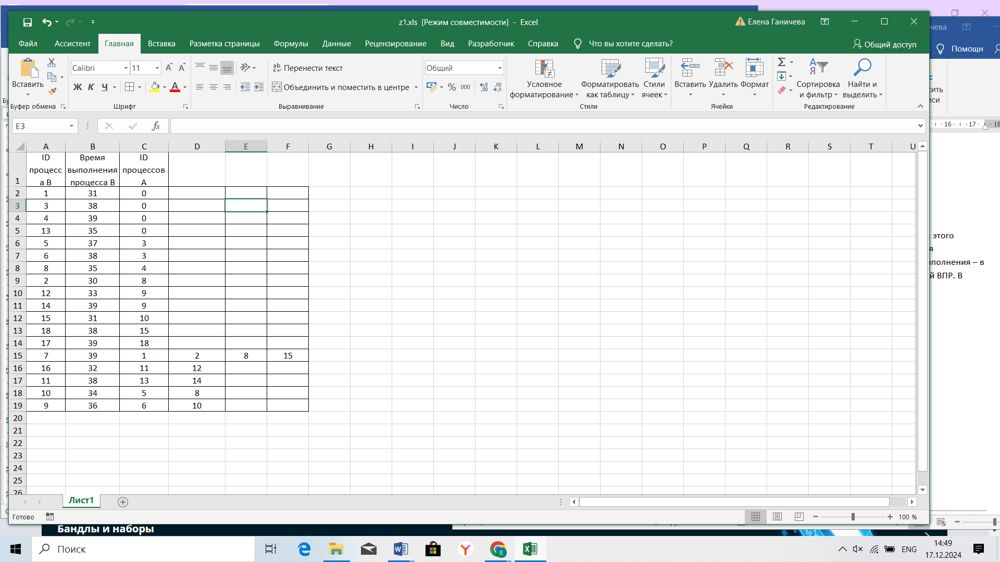 z1.xls [Режим совместимости] - Excel
Елена Ганичева
чева
Файл Ассистент Главная Вставка Разметка страницы Формулы Данные Рецензирование Вид Разработчик Справка Что вы хотите сделать? Общий доступ
Помощн
Вставить
Calibri 11
Ж К Ч
Перенести текст
Объединить и поместить в центре
Общий
% 000
Условное форматирование
Форматировать как таблицу
Стили ячеек
Вставить Удалить Формат
Сортировка и фильтр
Найти и выделить
Буфер обмена Шрифт Выравнивание Число Стили Ячейки Редактирование
E3 fx
16 17 18
A B C D E F G H I J K L M N O P Q R S T U
1 ID процесса B Время выполнения процесса B ID процессов A
2 1 31 0
3 3 38 0
4 4 39 0
5 13 35 0
6 5 37 3
7 6 38 3
8 8 35 4
9 2 30 8
10 12 33 9
11 14 39 9
12 15 31 10
13 18 38 15
14 17 39 18
15 7 39 1 2 8 15
16 16 32 11 12
17 11 38 13 14
18 10 34 5 8
19 9 36 6 10
20
21
22
23
24
25
26
этого
я
полнения – в
й ВПР. В
Лист1
Готово
100 %
Бандлы и наборы
Поиск
ENG
14:49
17.12.2024